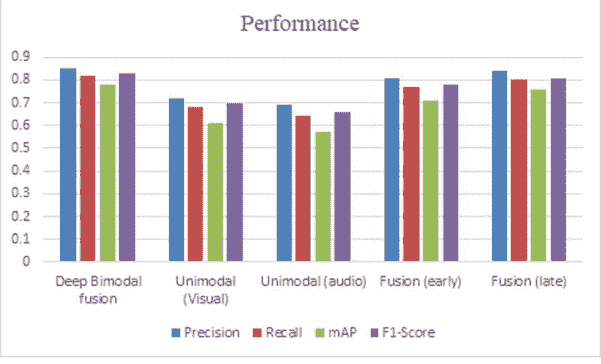 Performance
0.9
0.8
0.7
0.6
0.5
0.4
0.3
0.2
0.1
0
Deep Bimodal
fusion
Unimodal
(Visual)
Unimodal (audio)
Fusion (early)
Fusion (late)
Precision Recall mAP F1-Score